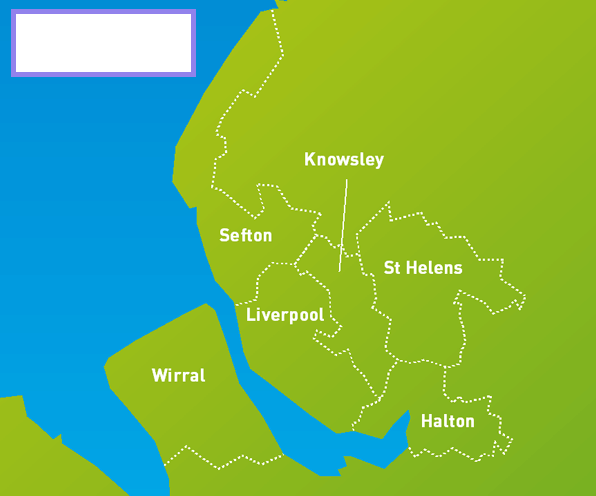 Knowsley
Sefton
St Helens
Liverpool
Wirral
Halton